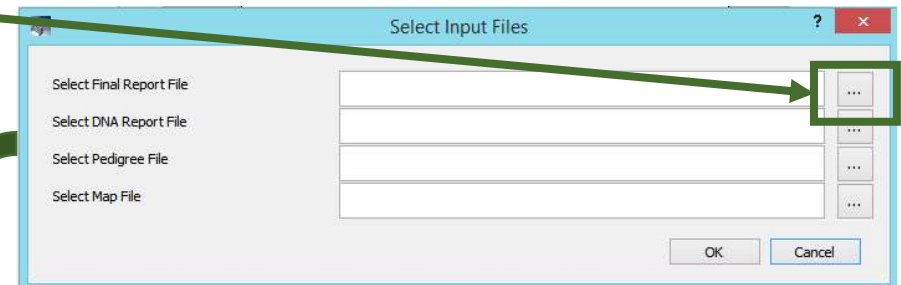 Select Input Files ? ×
Select Final Report File ...
Select DNA Report File ...
Select Pedigree File ...
Select Map File ...
OK Cancel